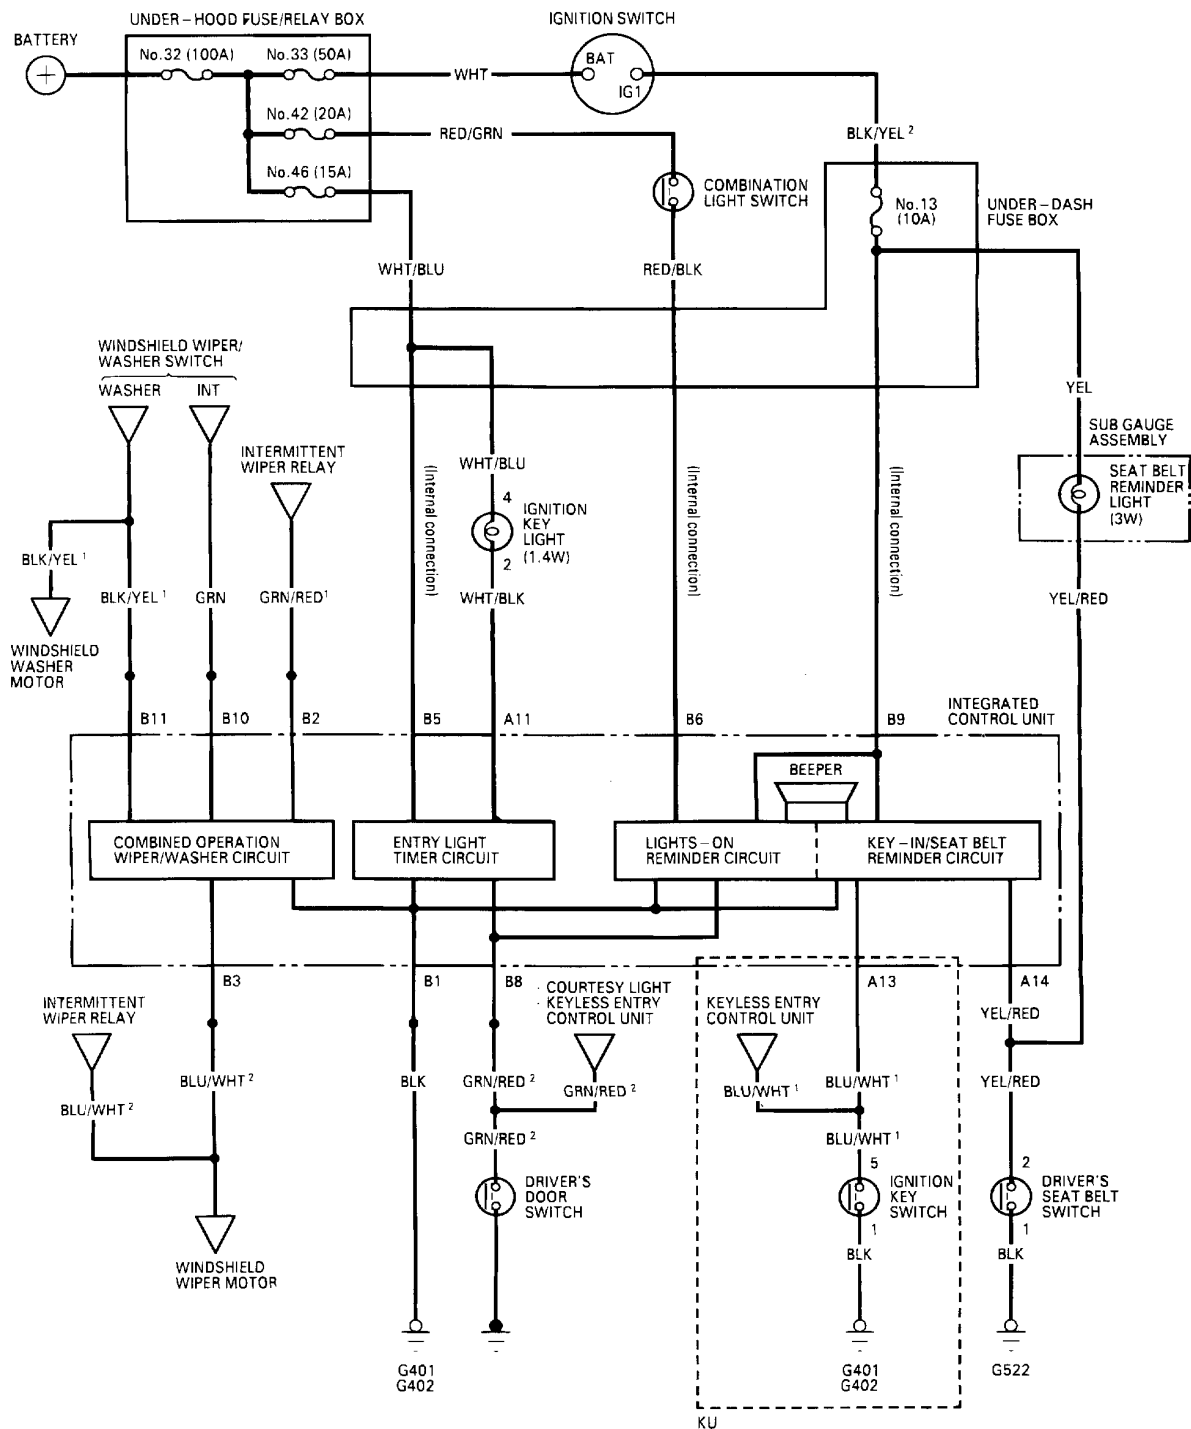 UNDER-HOOD FUSE/RELAY BOX
IGNITION SWITCH
BATTERY
No.32 (100A)
No.33 (50A)
WHT
BAT
IG1
No.42 (20A)
RED/GRN
BLK/YEL 2
No.46 (15A)
COMBINATION
LIGHT SWITCH
No.13
(10A)
UNDER-DASH
FUSE BOX
WHT/BLU
RED/BLK
WINDSHIELD WIPER/
WASHER SWITCH
WASHER
INT
YEL
INTERMITTENT
WIPER RELAY
SUB GAUGE
ASSEMBLY
WHT/BLU
(Internal connection)
(Internal connection)
(Internal connection)
SEAT BELT
REMINDER
LIGHT
(3W)
4
IGNITION
KEY
LIGHT
(1.4W)
2
BLK/YEL 1
BLK/YEL 1
GRN
GRN/RED 1
WHT/BLK
YEL/RED
WINDSHIELD
WASHER
MOTOR
B11
B10
B2
B5
A11
B6
B9
INTEGRATED
CONTROL UNIT
BEEPER
COMBINED OPERATION
WIPER/WASHER CIRCUIT
ENTRY LIGHT
TIMER CIRCUIT
LIGHTS-ON
REMINDER CIRCUIT
KEY-IN/SEAT BELT
REMINDER CIRCUIT
B3
B1
B8
A13
A14
INTERMITTENT
WIPER RELAY
· COURTESY LIGHT
· KEYLESS ENTRY
CONTROL UNIT
KEYLESS ENTRY
CONTROL UNIT
YEL/RED
BLU/WHT 2
BLU/WHT 2
BLK
GRN/RED 2
GRN/RED 2
BLU/WHT 1
BLU/WHT 1
YEL/RED
GRN/RED 2
BLU/WHT 1
5
2
DRIVER'S
DOOR
SWITCH
IGNITION
KEY
SWITCH
DRIVER'S
SEAT BELT
SWITCH
1
1
BLK
BLK
WINDSHIELD
WIPER MOTOR
G401
G402
G401
G402
G522
KU